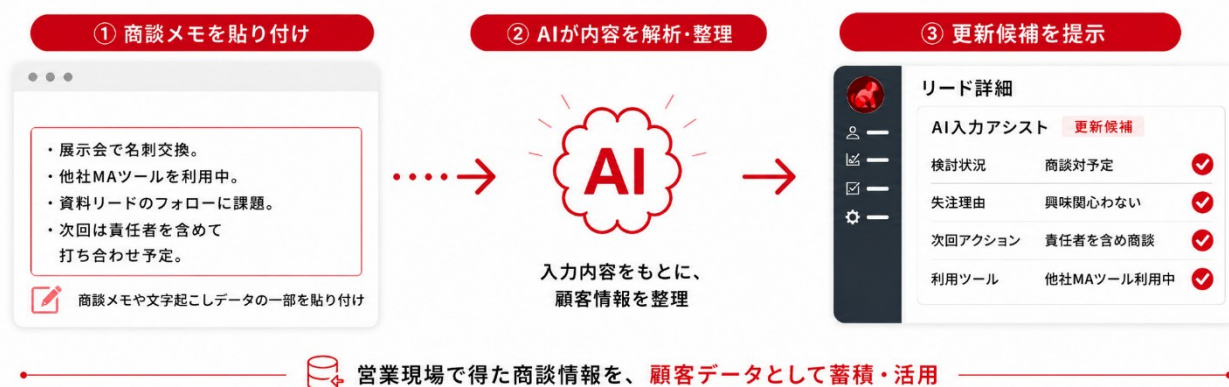 ① 商談メモを貼り付け
・展示会で名刺交換。
・他社MAツールを利用中。
・資料リードのフォローに課題。
・次回は責任者を含めて
打ち合わせ予定。
商談メモや文字起こしデータの一部を貼り付け
② AIが内容を解析・整理
AI
入力内容をもとに、
顧客情報を整理
③ 更新候補を提示
リード詳細
AI入力アシスト 更新候補
検討状況 商談対予定
失注理由 興味関心わない
次回アクション 責任者を含め商談
利用ツール 他社MAツール利用中
営業現場で得た商談情報を、顧客データとして蓄積・活用